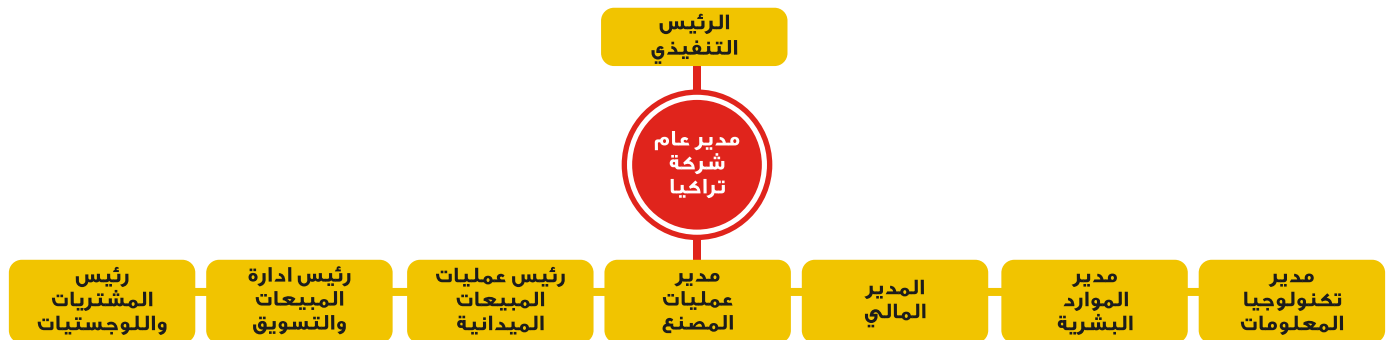 الرئيس
التنفيذي
مدير عام
شركة
تراكيا
مدير
تكنولوجيا
المعلومات
مدير
الموارد
البشرية
المدير
المالي
مدير
عمليات
المصنع
رئيس عمليات
المبيعات
الميدانية
رئيس ادارة
المبيعات
والتسويق
رئيس
المشتريات
واللوجستيات